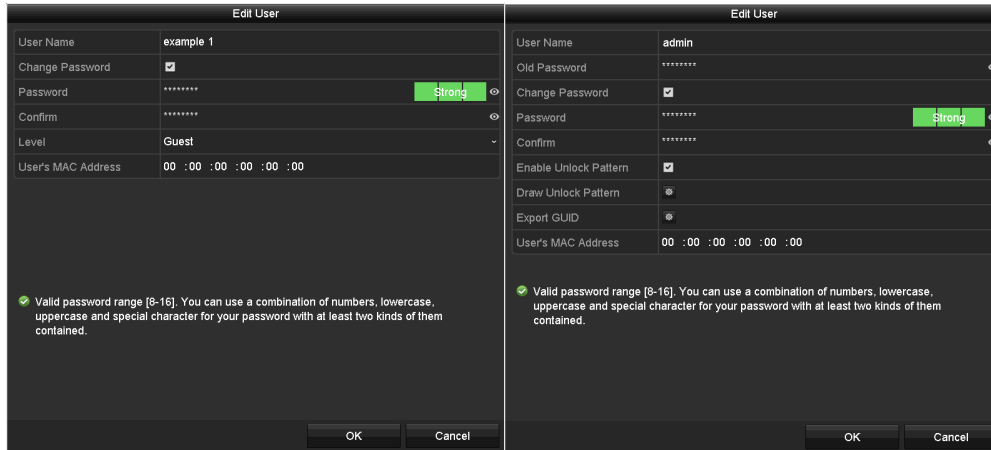 Edit User
User Name example 1
Change Password
Password ******** Strong
Confirm ********
Level Guest
User's MAC Address 00 :00 :00 :00 :00 :00
Valid password range [8-16]. You can use a combination of numbers, lowercase,
uppercase and special character for your password with at least two kinds of them
contained.
OK Cancel
Edit User
User Name admin
Old Password ********
Change Password
Password ******** Strong
Confirm ********
Enable Unlock Pattern
Draw Unlock Pattern
Export GUID
User's MAC Address 00 :00 :00 :00 :00 :00
Valid password range [8-16]. You can use a combination of numbers, lowercase,
uppercase and special character for your password with at least two kinds of them
contained.
OK Cancel